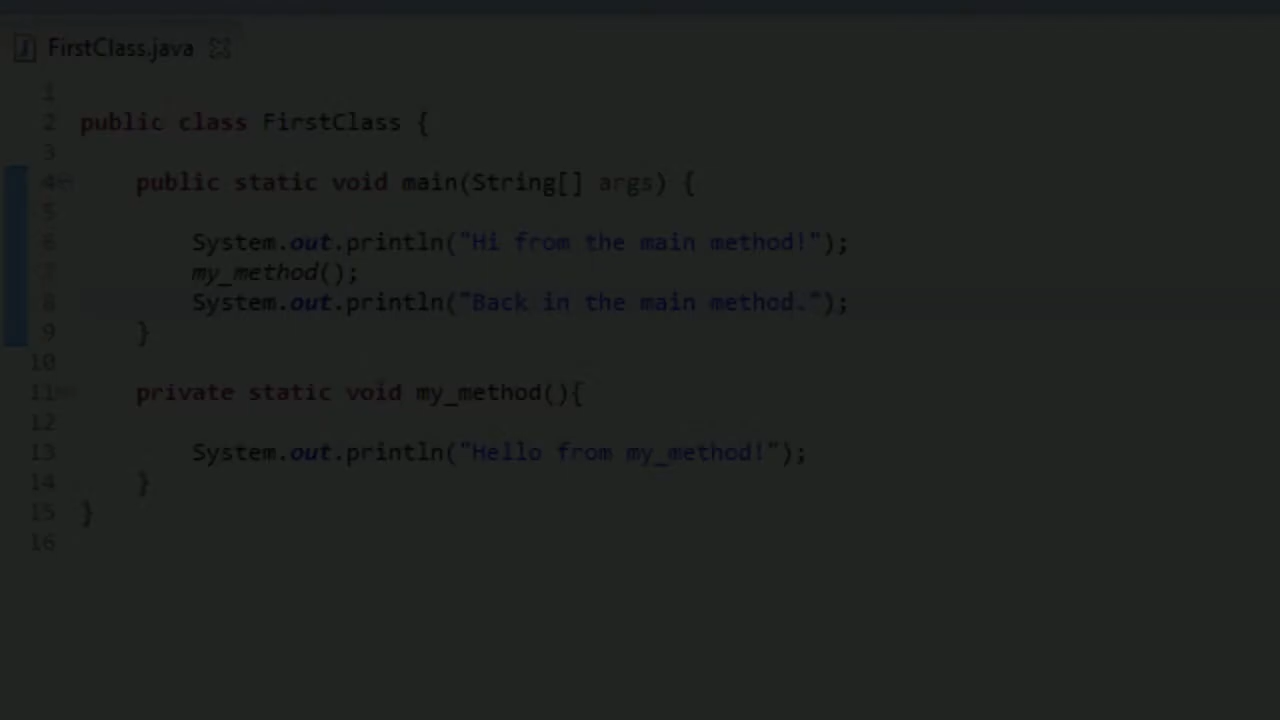 FirstClass.java
1
2 public class FirstClass {
3
4 public static void main(String[] args) {
5
6 System.out.println("Hi from the main method!");
7 my_method();
8 System.out.println("Back in the main method.");
9 }
10
11 private static void my_method(){
12
13 System.out.println("Hello from my_method!");
14 }
15 }
16